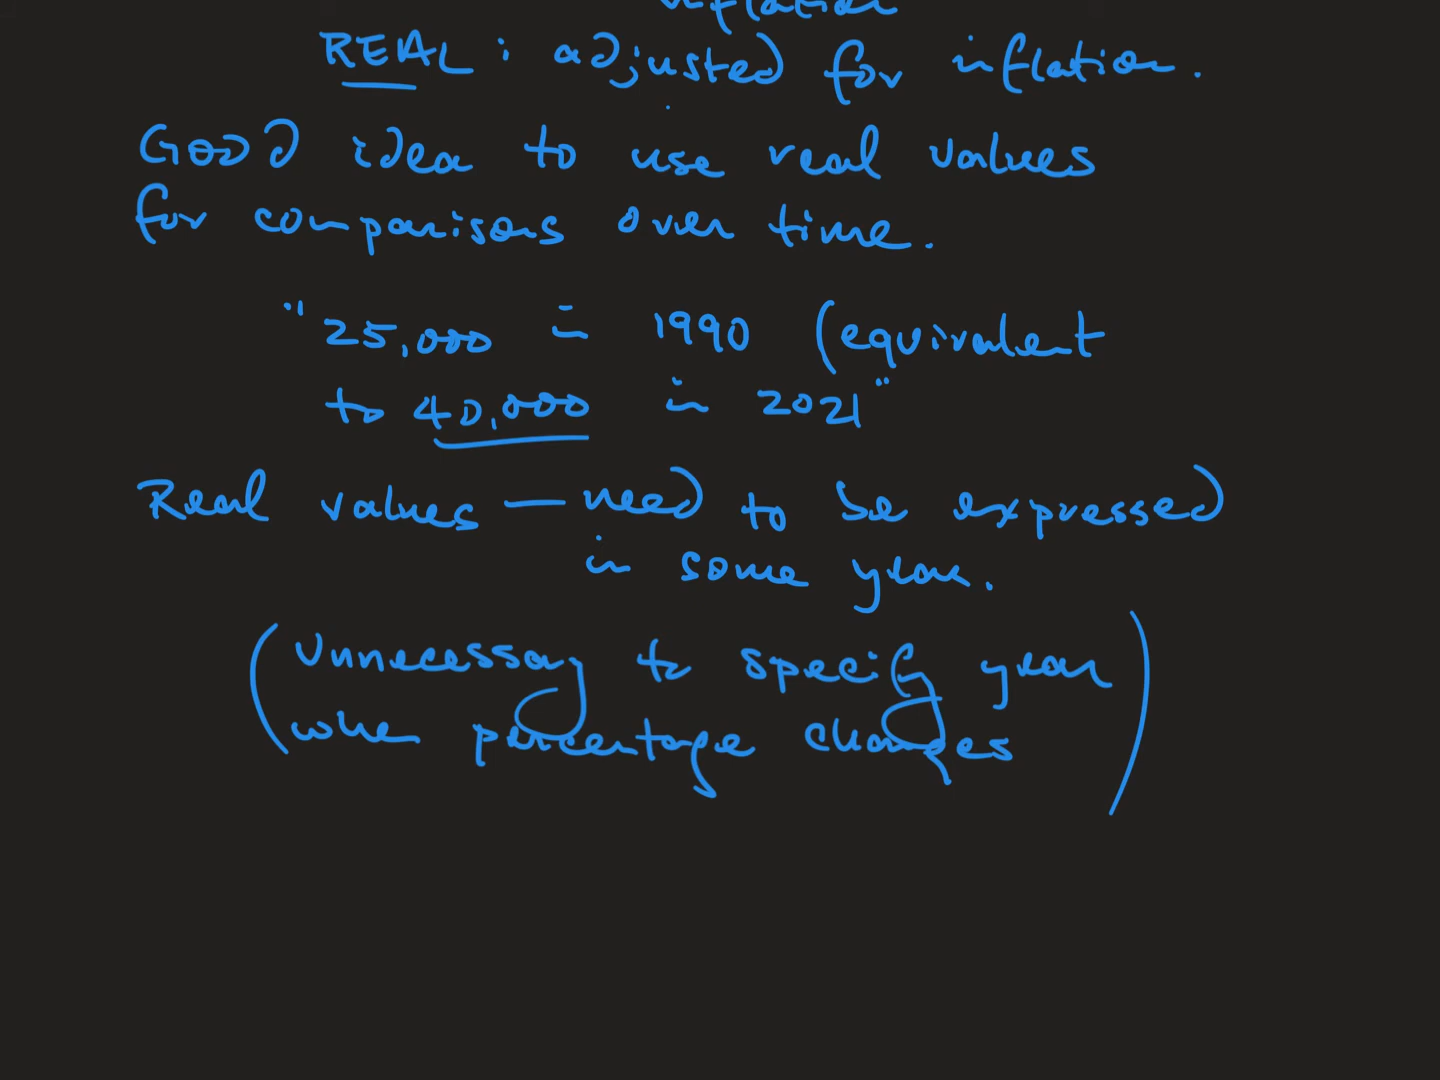 inflation
REAL : adjusted for inflation.
Good idea to use real values
for comparisons over time.
"25,000 in 1990 (equivalent
to 40,000 in 2021"
Real values — need to be expressed
in some year.
(Unnecessary to specify year
when percentage changes)